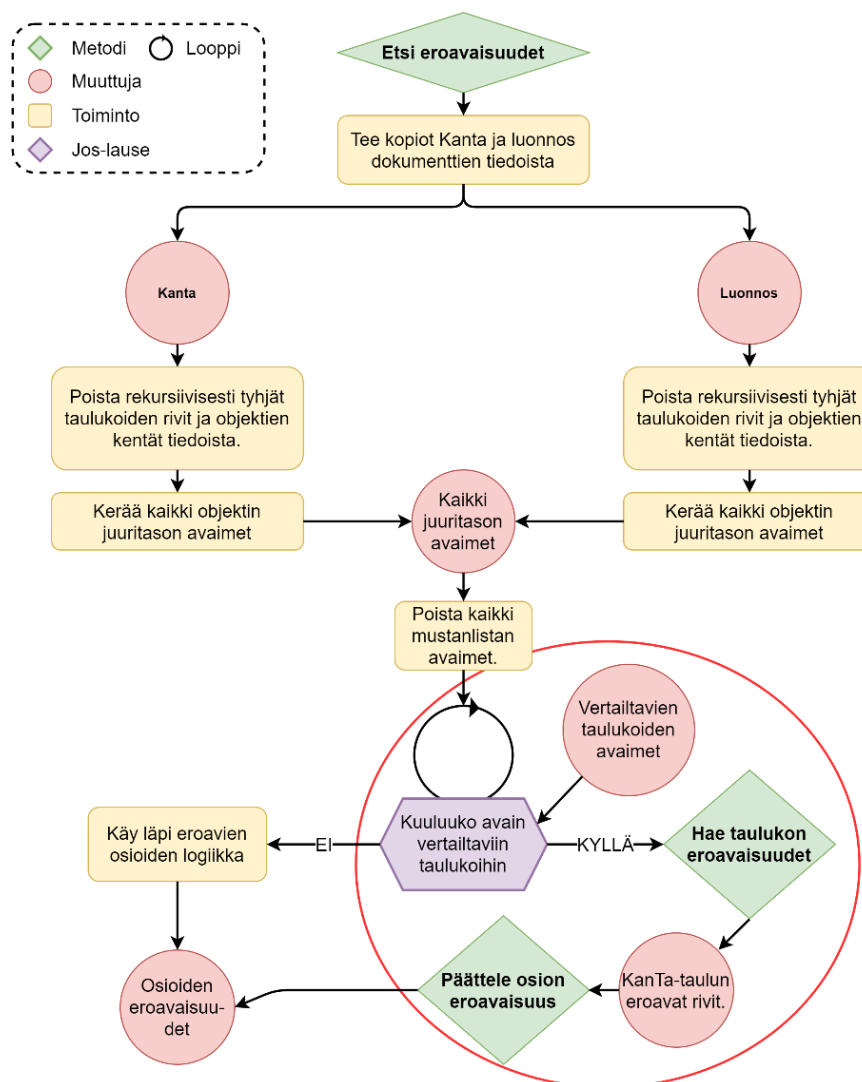 Metodi
Looppi
Muuttuja
Toiminto
Jos-lause
Etsi eroavaisuudet
Tee kopiot Kanta ja luonnos
dokumenttien tiedoista
Kanta
Luonnos
Poista rekursiivisesti tyhjät
taulukoiden rivit ja objektien
kentät tiedoista.
Poista rekursiivisesti tyhjät
taulukoiden rivit ja objektien
kentät tiedoista.
Kerää kaikki objektin
juuritason avaimet
Kaikki
juuritason
avaimet
Kerää kaikki objektin
juuritason avaimet
Poista kaikki
mustanlistan
avaimet.
Vertailtavien
taulukoiden
avaimet
Käy läpi eroavien
osioiden logiikka
EI
Kuuluuko avain
vertailtaviin
taulukoihin
KYLLÄ
Hae taulukon
eroavaisuudet
Osioiden
eroavaisuu-
det
Päättele osion
eroavaisuus
KanTa-taulun
eroavat rivit.